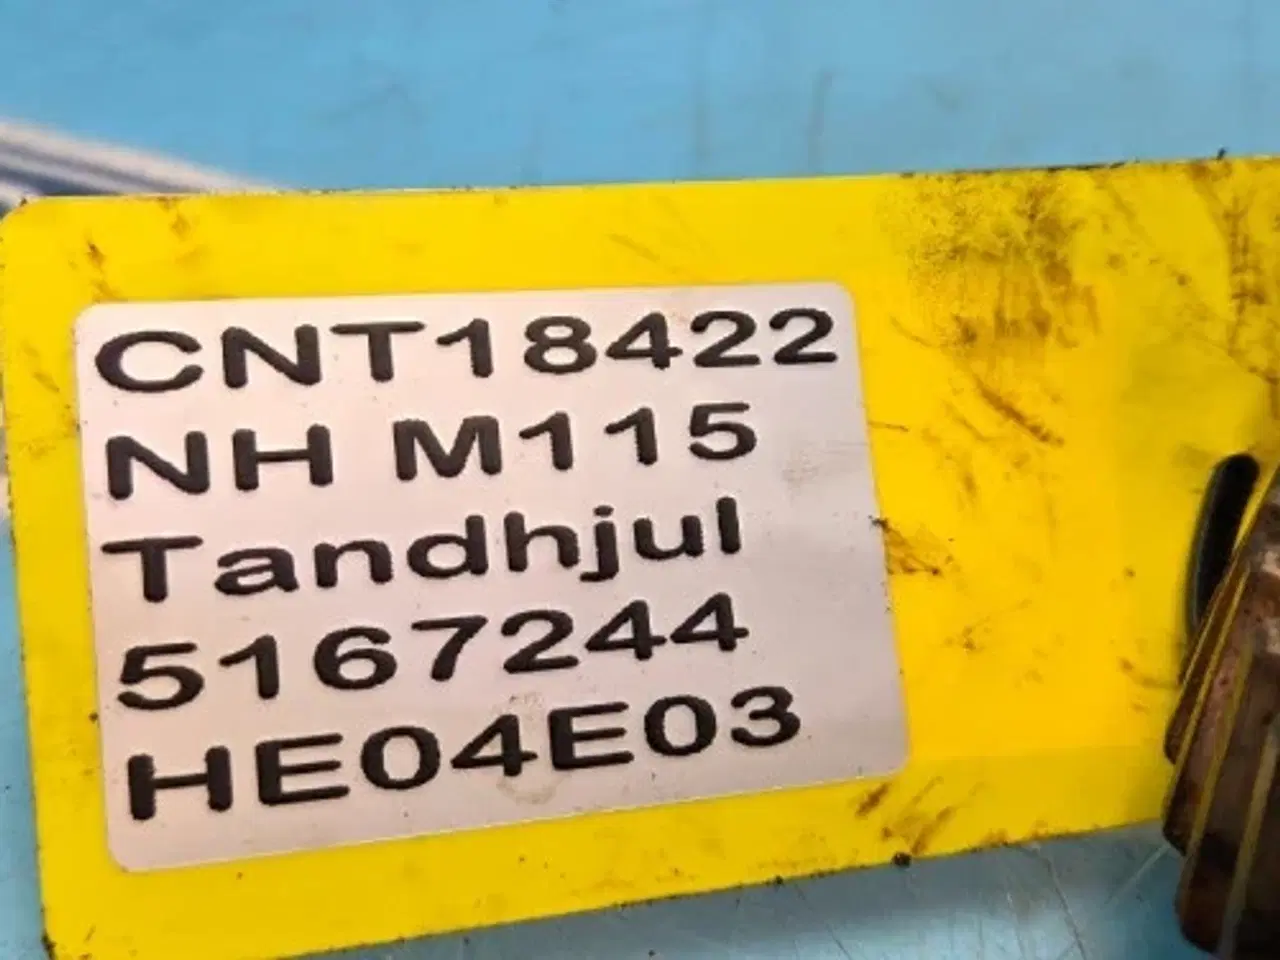 CNT18422
NH M115
Tandhjul
5167244
HE04E03